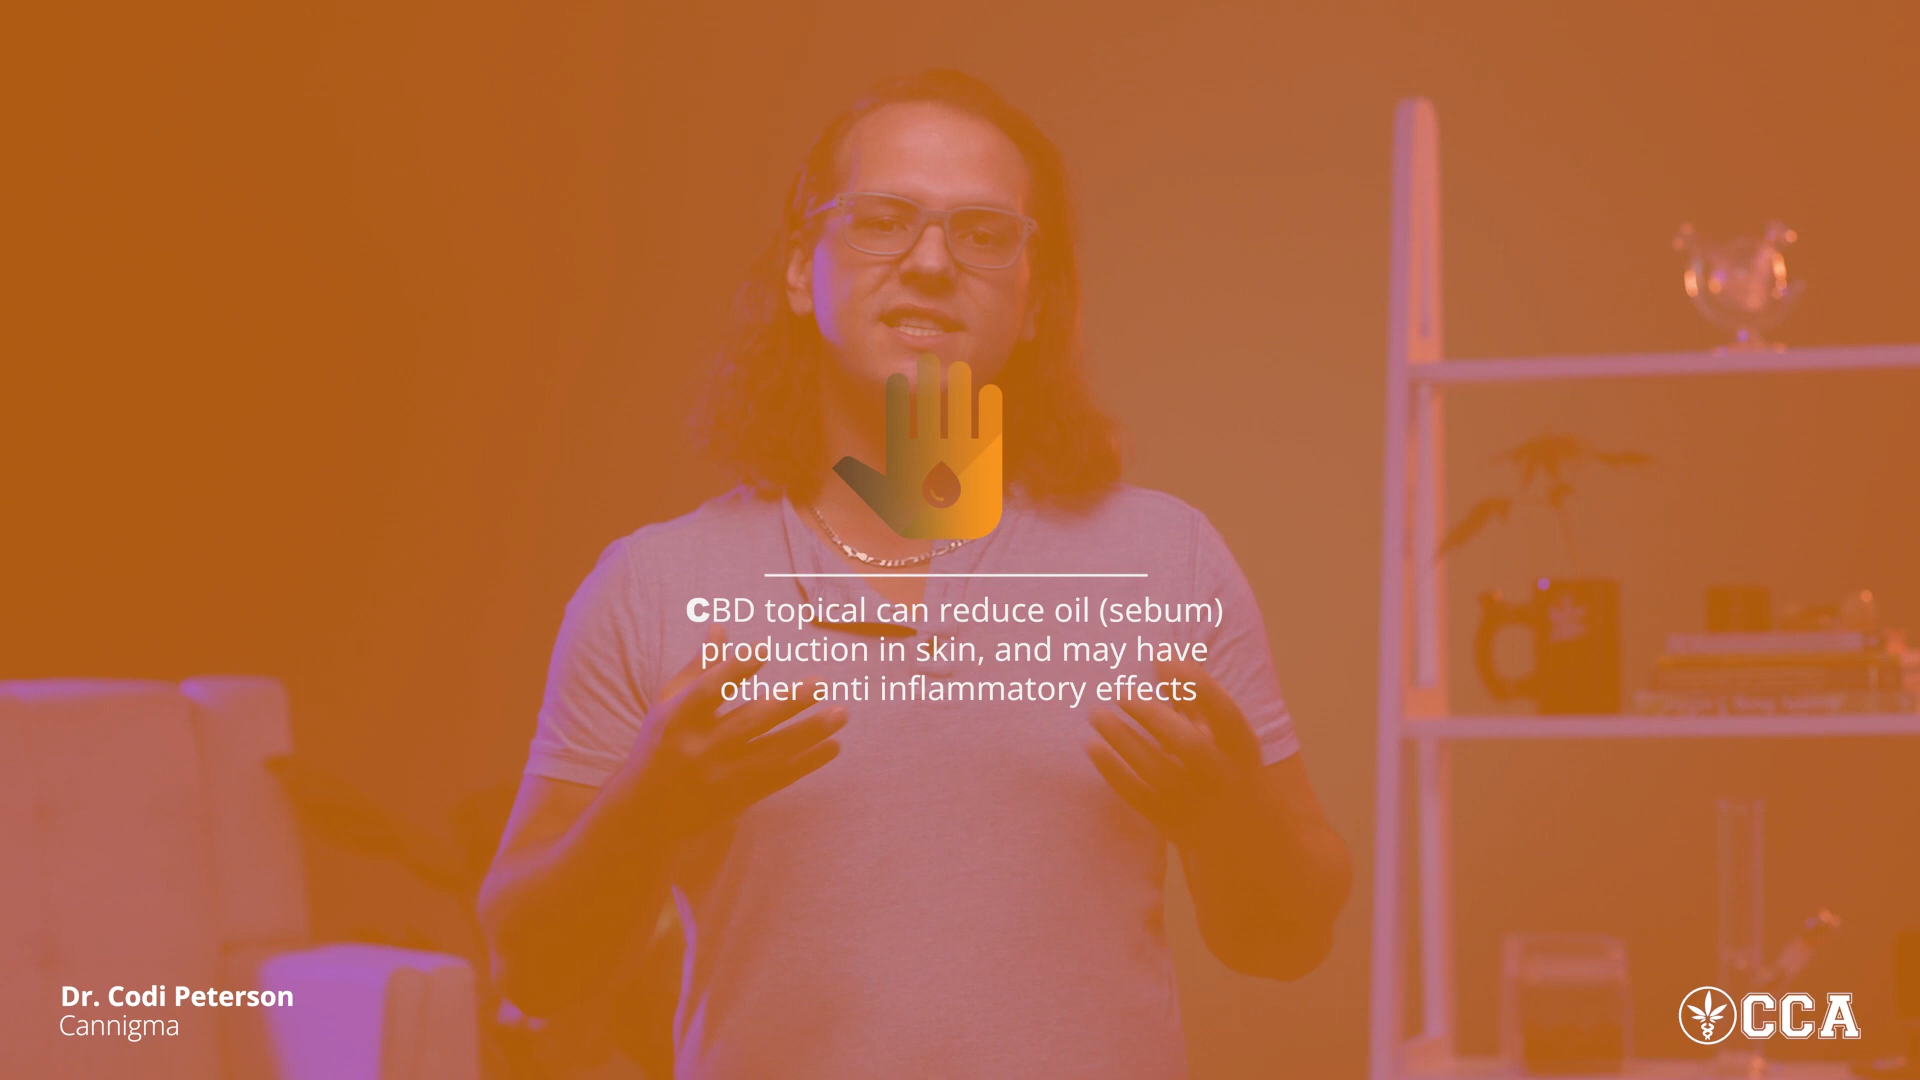 CBD topical can reduce oil (sebum)
production in skin, and may have
other anti inflammatory effects
Dr. Codi Peterson
Cannigma
CCA